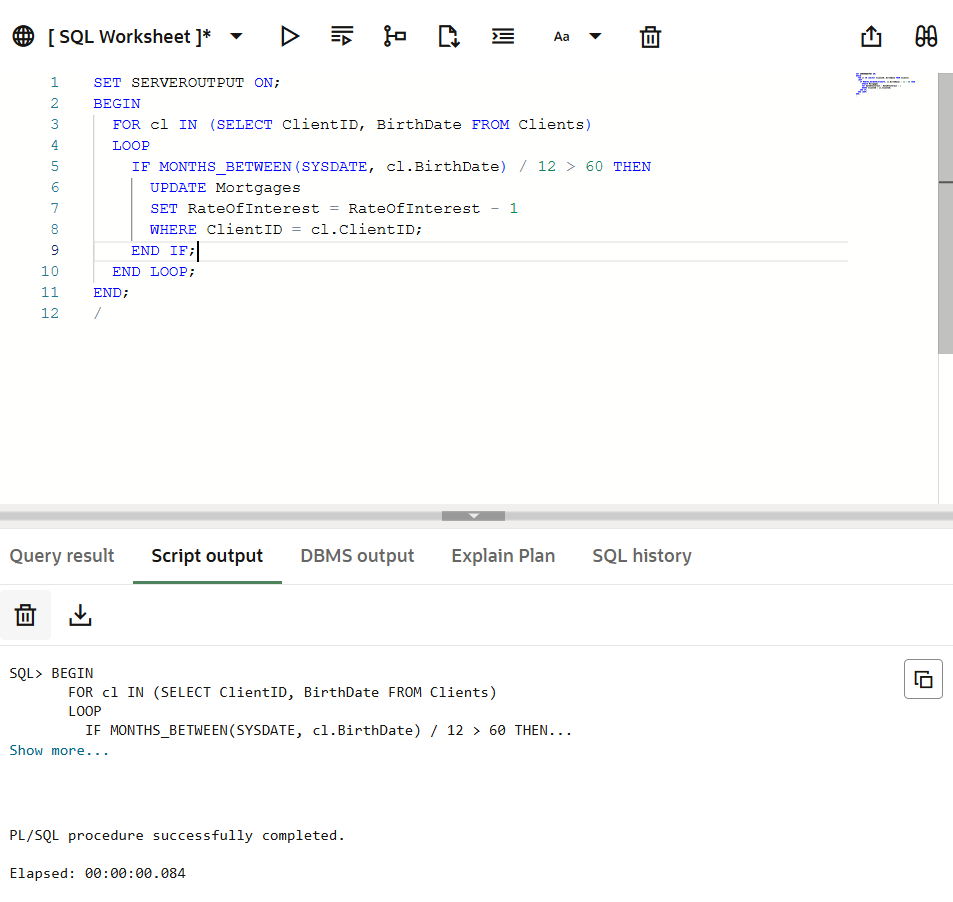 [ SQL Worksheet ]*
Aa
1 SET SERVEROUTPUT ON;
2 BEGIN
3 FOR cl IN (SELECT ClientID, BirthDate FROM Clients)
4 LOOP
5 IF MONTHS_BETWEEN(SYSDATE, cl.BirthDate) / 12 > 60 THEN
6 UPDATE Mortgages
7 SET RateOfInterest = RateOfInterest - 1
8 WHERE ClientID = cl.ClientID;
9 END IF;
10 END LOOP;
11 END;
12 /
Query result Script output DBMS output Explain Plan SQL history
SQL> BEGIN
FOR cl IN (SELECT ClientID, BirthDate FROM Clients)
LOOP
IF MONTHS_BETWEEN(SYSDATE, cl.BirthDate) / 12 > 60 THEN...
Show more...
PL/SQL procedure successfully completed.
Elapsed: 00:00:00.084